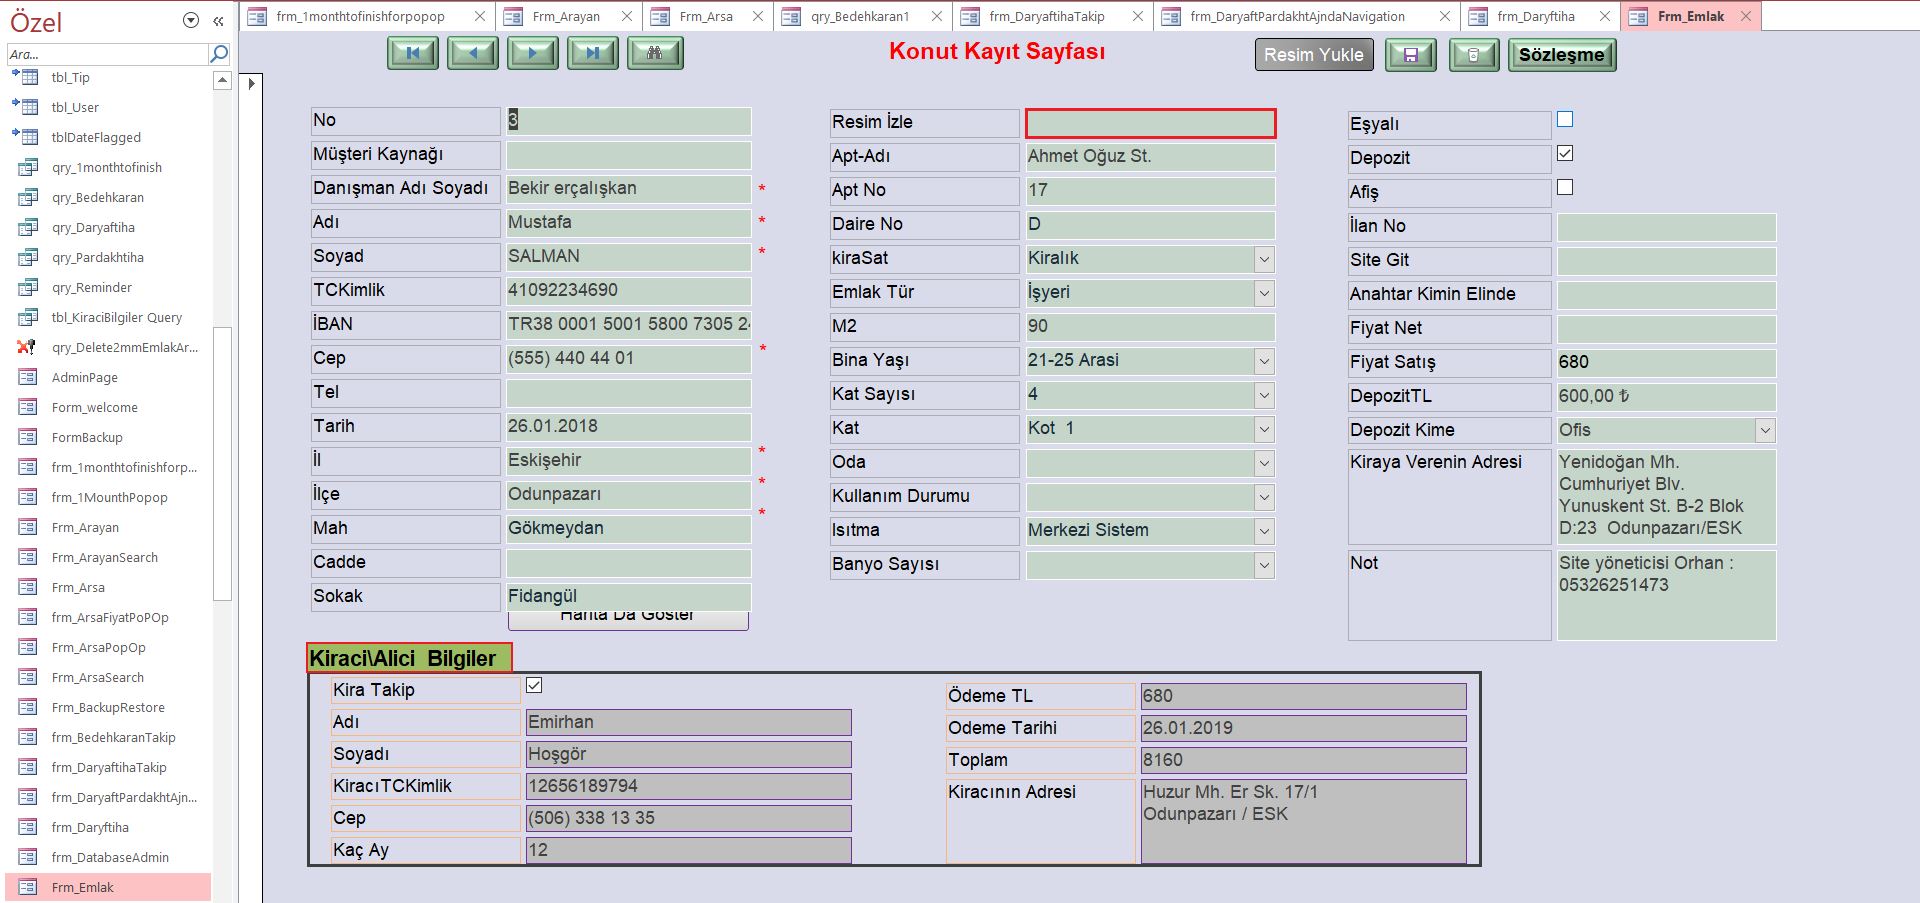 Özel
«
Ara...
tbl_Tip
tbl_User
tblDateFlagged
qry_1monthtofinish
qry_Bedehkaran
qry_Daryaftiha
qry_Pardakhtiha
qry_Reminder
tbl_KiraciBilgiler Query
qry_Delete2mmEmlakAr...
AdminPage
Form_welcome
FormBackup
frm_1monthtofinishforp...
frm_1MounthPopop
Frm_Arayan
Frm_ArayanSearch
Frm_Arsa
frm_ArsaFiyatPoPOp
Frm_ArsaPopOp
Frm_ArsaSearch
Frm_BackupRestore
frm_BedehkaranTakip
frm_DaryaftihaTakip
frm_DaryaftPardakhtAjn...
frm_Daryftiha
frm_DatabaseAdmin
Frm_Emlak
frm_1monthtofinishforpopop
Frm_Arayan
Frm_Arsa
qry_Bedehkaran1
frm_DaryaftihaTakip
frm_DaryaftPardakhtAjndaNavigation
frm_Daryftiha
Frm_Emlak
Konut Kayıt Sayfası
Resim Yukle
Sözleşme
No 3
Müşteri Kaynağı
Danışman Adı Soyadı Bekir erçalışkan *
Adı Mustafa *
Soyad SALMAN *
TCKimlik 41092234690
İBAN TR38 0001 5001 5800 7305 24
Cep (555) 440 44 01 *
Tel
Tarih 26.01.2018
İl Eskişehir *
İlçe Odunpazarı *
Mah Gökmeydan *
Cadde
Sokak Fidangül
Harita Da Göster
Resim İzle
Apt-Adı Ahmet Oğuz St.
Apt No 17
Daire No D
kiraSat Kiralık
Emlak Tür İşyeri
M2 90
Bina Yaşı 21-25 Arasi
Kat Sayısı 4
Kat Kot 1
Oda
Kullanım Durumu
Isıtma Merkezi Sistem
Banyo Sayısı
Eşyalı
Depozit
Afiş
İlan No
Site Git
Anahtar Kimin Elinde
Fiyat Net
Fiyat Satış 680
DepozitTL 600,00 ₺
Depozit Kime Ofis
Kiraya Verenin Adresi Yenidoğan Mh.
Cumhuriyet Blv.
Yunuskent St. B-2 Blok
D:23 Odunpazarı/ESK
Not Site yöneticisi Orhan :
05326251473
Kiraci\Alici Bilgiler
Kira Takip
Adı Emirhan
Soyadı Hoşgör
KiracıTCKimlik 12656189794
Cep (506) 338 13 35
Kaç Ay 12
Ödeme TL 680
Odeme Tarihi 26.01.2019
Toplam 8160
Kiracının Adresi Huzur Mh. Er Sk. 17/1
Odunpazarı / ESK